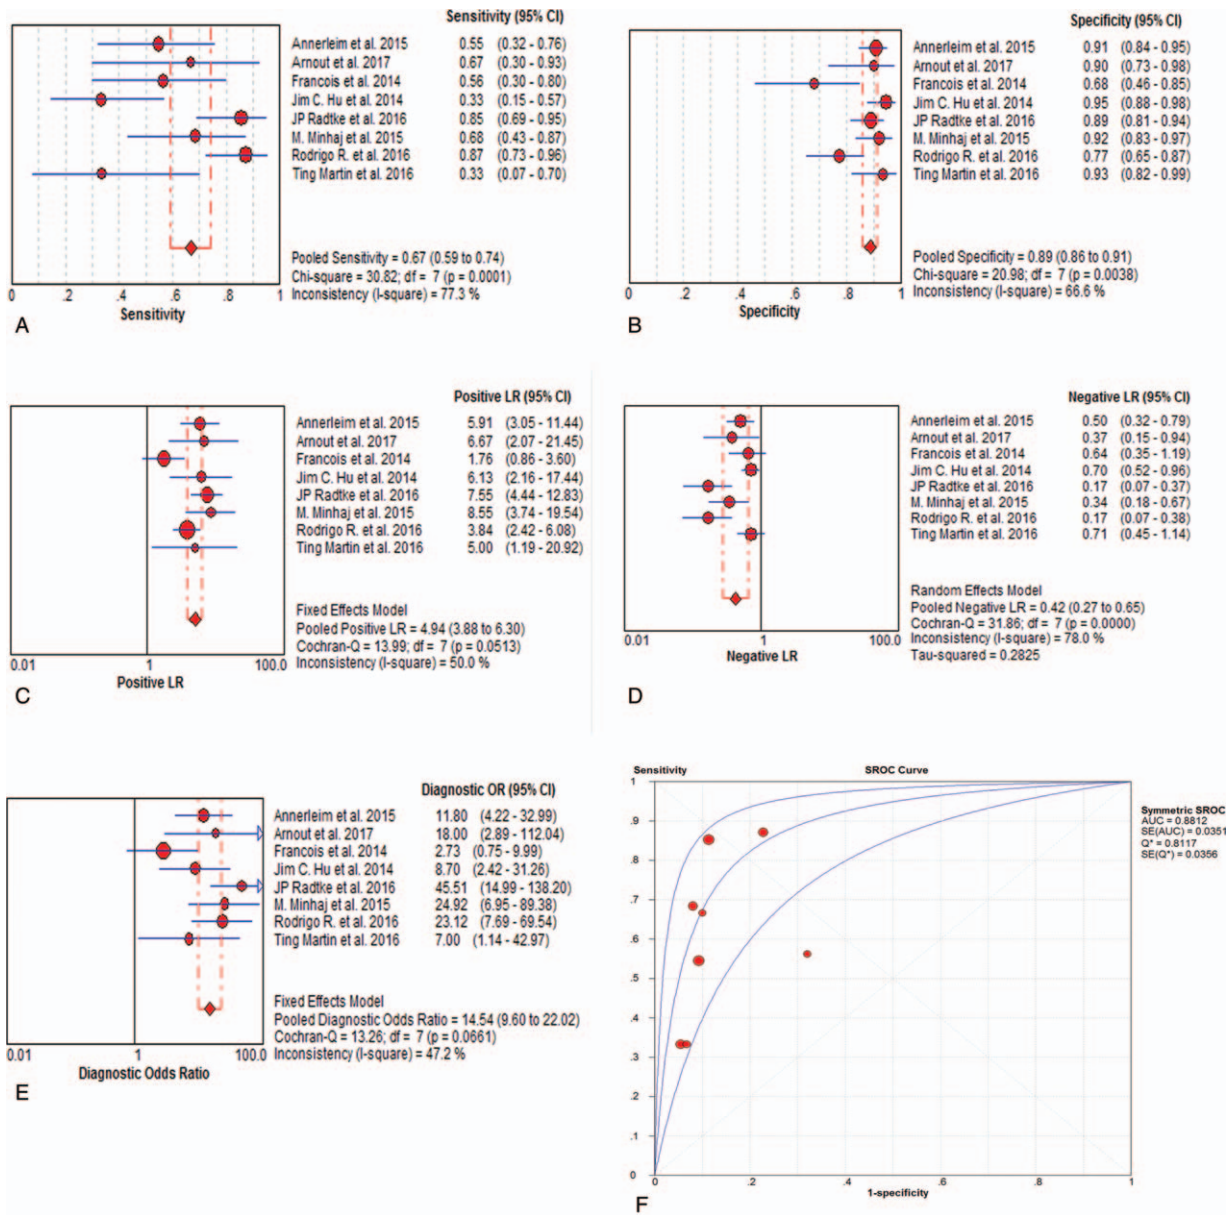 Sensitivity (95% CI)
Annerleim et al. 2015 0.55 (0.32 - 0.76)
Arnout et al. 2017 0.67 (0.30 - 0.93)
Francois et al. 2014 0.56 (0.30 - 0.80)
Jim C. Hu et al. 2014 0.33 (0.15 - 0.57)
JP Radtke et al. 2016 0.85 (0.69 - 0.95)
M. Minhaj et al. 2015 0.68 (0.43 - 0.87)
Rodrigo R. et al. 2016 0.87 (0.73 - 0.96)
Ting Martin et al. 2016 0.33 (0.07 - 0.70)
Pooled Sensitivity = 0.67 (0.59 to 0.74)
Chi-square = 30.82; df = 7 (p = 0.0001)
Inconsistency (I-square) = 77.3 %
0 .2 .4 .6 .8 1
Sensitivity
A
Specificity (95% CI)
Annerleim et al. 2015 0.91 (0.84 - 0.95)
Arnout et al. 2017 0.90 (0.73 - 0.98)
Francois et al. 2014 0.68 (0.46 - 0.85)
Jim C. Hu et al. 2014 0.95 (0.88 - 0.98)
JP Radtke et al. 2016 0.89 (0.81 - 0.94)
M. Minhaj et al. 2015 0.92 (0.83 - 0.97)
Rodrigo R. et al. 2016 0.77 (0.65 - 0.87)
Ting Martin et al. 2016 0.93 (0.82 - 0.99)
Pooled Specificity = 0.89 (0.86 to 0.91)
Chi-square = 20.98; df = 7 (p = 0.0038)
Inconsistency (I-square) = 66.6 %
0 .2 .4 .6 .8 1
Specificity
B
Positive LR (95% CI)
Annerleim et al. 2015 5.91 (3.05 - 11.44)
Arnout et al. 2017 6.67 (2.07 - 21.45)
Francois et al. 2014 1.76 (0.86 - 3.60)
Jim C. Hu et al. 2014 6.13 (2.16 - 17.44)
JP Radtke et al. 2016 7.55 (4.44 - 12.83)
M. Minhaj et al. 2015 8.55 (3.74 - 19.54)
Rodrigo R. et al. 2016 3.84 (2.42 - 6.08)
Ting Martin et al. 2016 5.00 (1.19 - 20.92)
Fixed Effects Model
Pooled Positive LR = 4.94 (3.88 to 6.30)
Cochran-Q = 13.99; df = 7 (p = 0.0513)
Inconsistency (I-square) = 50.0 %
0.01 1 100.0
Positive LR
C
Negative LR (95% CI)
Annerleim et al. 2015 0.50 (0.32 - 0.79)
Arnout et al. 2017 0.37 (0.15 - 0.94)
Francois et al. 2014 0.64 (0.35 - 1.19)
Jim C. Hu et al. 2014 0.70 (0.52 - 0.96)
JP Radtke et al. 2016 0.17 (0.07 - 0.37)
M. Minhaj et al. 2015 0.34 (0.18 - 0.67)
Rodrigo R. et al. 2016 0.17 (0.07 - 0.38)
Ting Martin et al. 2016 0.71 (0.45 - 1.14)
Random Effects Model
Pooled Negative LR = 0.42 (0.27 to 0.65)
Cochran-Q = 31.86; df = 7 (p = 0.0000)
Inconsistency (I-square) = 78.0 %
Tau-squared = 0.2825
0.01 1 100.0
Negative LR
D
Diagnostic OR (95% CI)
Annerleim et al. 2015 11.80 (4.22 - 32.99)
Arnout et al. 2017 18.00 (2.89 - 112.04)
Francois et al. 2014 2.73 (0.75 - 9.99)
Jim C. Hu et al. 2014 8.70 (2.42 - 31.26)
JP Radtke et al. 2016 45.51 (14.99 - 138.20)
M. Minhaj et al. 2015 24.92 (6.95 - 89.38)
Rodrigo R. et al. 2016 23.12 (7.69 - 69.54)
Ting Martin et al. 2016 7.00 (1.14 - 42.97)
Fixed Effects Model
Pooled Diagnostic Odds Ratio = 14.54 (9.60 to 22.02)
Cochran-Q = 13.26; df = 7 (p = 0.0661)
Inconsistency (I-square) = 47.2 %
0.01 1 100.0
Diagnostic Odds Ratio
E
Sensitivity SROC Curve
1
.9
.8
.7
.6
.5
.4
.3
.2
.1
0
0 .2 .4 .6 .8 1
1-specificity
Symmetric SROC
AUC = 0.8812
SE(AUC) = 0.0351
Q* = 0.8117
SE(Q*) = 0.0356
F